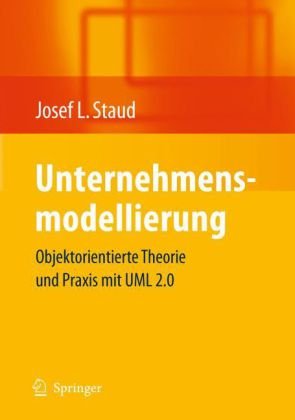 Josef L. Staud
Unternehmens-
modellierung
Objektorientierte Theorie
und Praxis mit UML 2.0
Springer